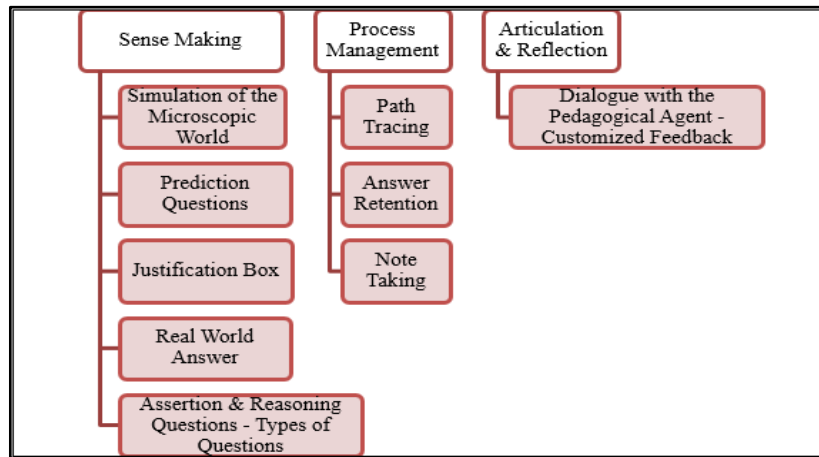 Sense Making
Simulation of the
Microscopic
World
Prediction
Questions
Justification Box
Real World
Answer
Assertion & Reasoning
Questions - Types of
Questions
Process
Management
Path
Tracing
Answer
Retention
Note
Taking
Articulation
& Reflection
Dialogue with the
Pedagogical Agent -
Customized Feedback